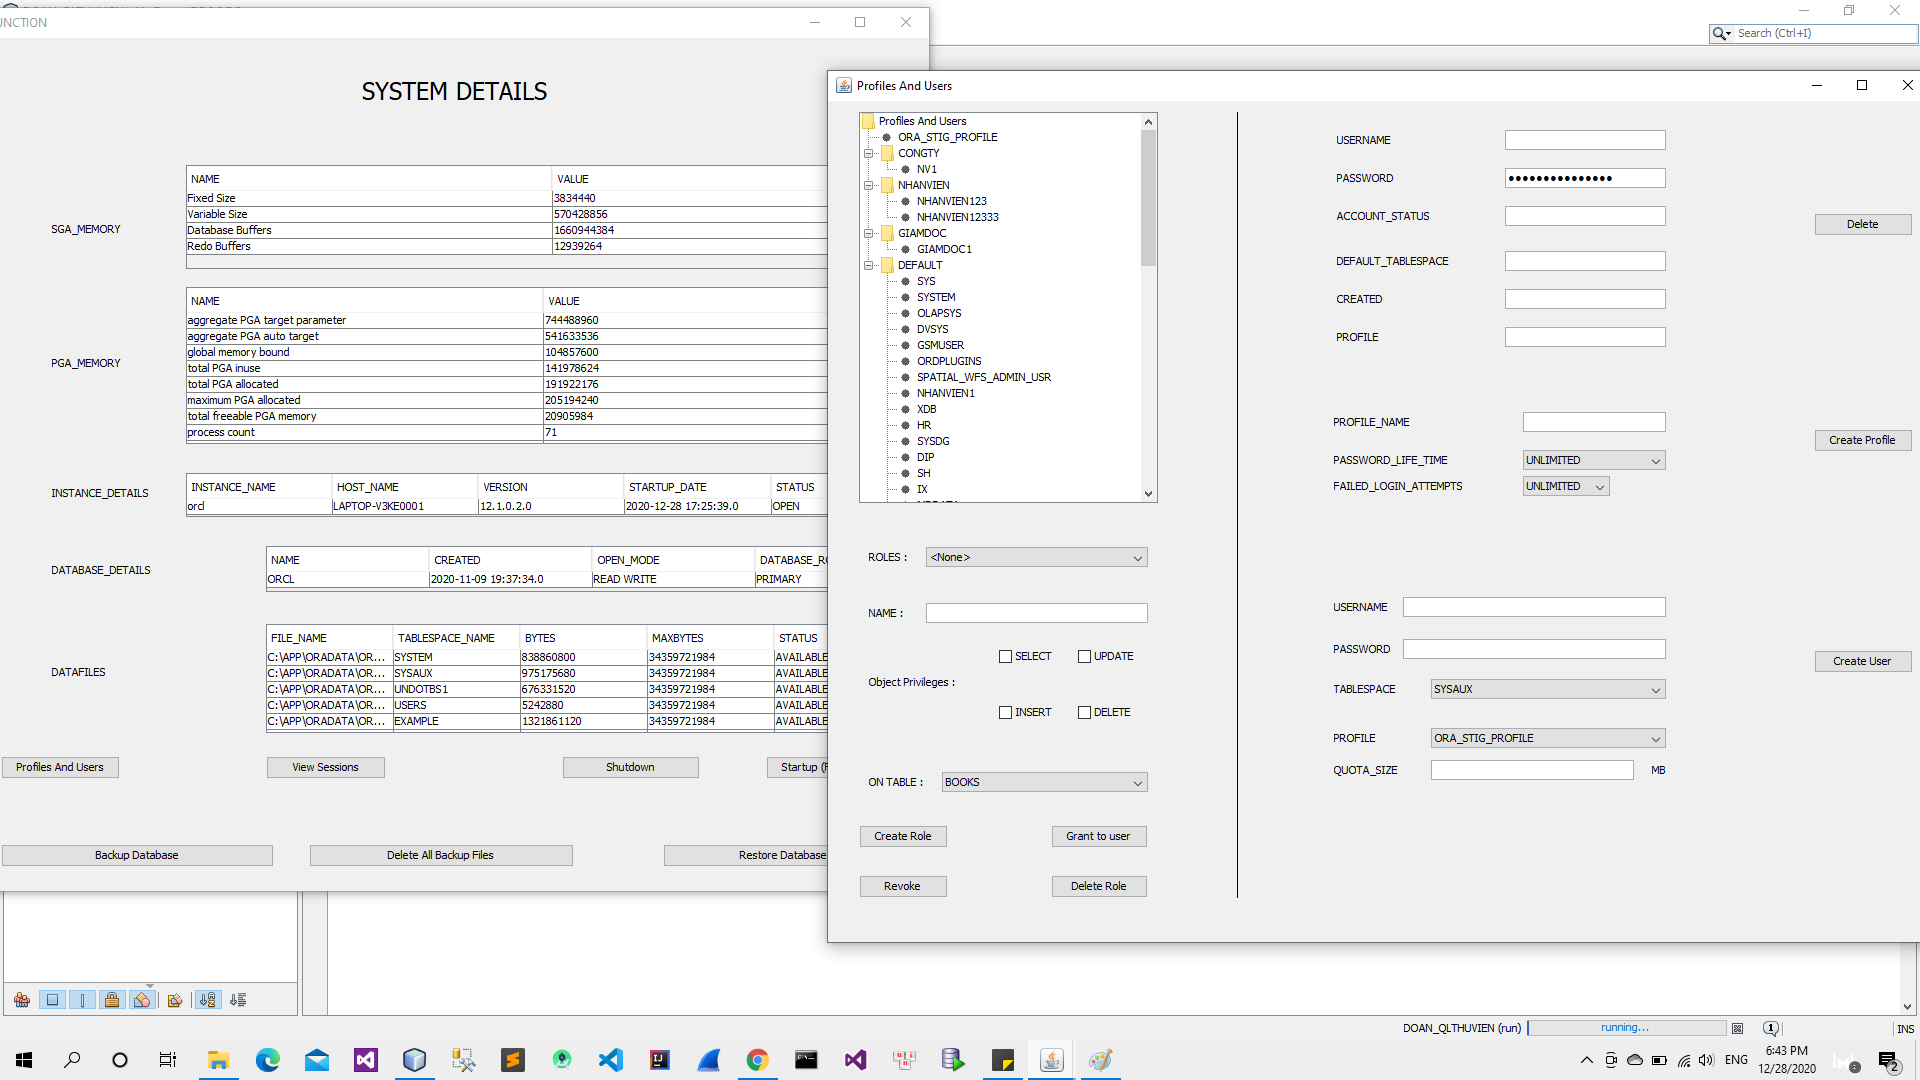 UNCTION
Search (Ctrl+I)
SYSTEM DETAILS
SGA_MEMORY
NAME VALUE
Fixed Size 3834440
Variable Size 570428856
Database Buffers 1660944384
Redo Buffers 12939264
PGA_MEMORY
NAME VALUE
aggregate PGA target parameter 744488960
aggregate PGA auto target 541633536
global memory bound 104857600
total PGA inuse 141978624
total PGA allocated 191922176
maximum PGA allocated 205194240
total freeable PGA memory 20905984
process count 71
INSTANCE_DETAILS
INSTANCE_NAME HOST_NAME VERSION STARTUP_DATE STATUS
orcl LAPTOP-V3KE0001 12.1.0.2.0 2020-12-28 17:25:39.0 OPEN
DATABASE_DETAILS
NAME CREATED OPEN_MODE DATABASE_RO
ORCL 2020-11-09 19:37:34.0 READ WRITE PRIMARY
DATAFILES
FILE_NAME TABLESPACE_NAME BYTES MAXBYTES STATUS
C:\APP\ORADATA\OR... SYSTEM 838860800 34359721984 AVAILABLE
C:\APP\ORADATA\OR... SYSAUX 975175680 34359721984 AVAILABLE
C:\APP\ORADATA\OR... UNDOTBS1 676331520 34359721984 AVAILABLE
C:\APP\ORADATA\OR... USERS 5242880 34359721984 AVAILABLE
C:\APP\ORADATA\OR... EXAMPLE 1321861120 34359721984 AVAILABLE
Profiles And Users View Sessions Shutdown Startup (F
Backup Database Delete All Backup Files Restore Database
Profiles And Users
Profiles And Users
ORA_STIG_PROFILE
CONGTY
NV1
NHANVIEN
NHANVIEN123
NHANVIEN12333
GIAMDOC
GIAMDOC1
DEFAULT
SYS
SYSTEM
OLAPSYS
DVSYS
GSMUSER
ORDPLUGINS
SPATIAL_WFS_ADMIN_USR
NHANVIEN1
XDB
HR
SYSDG
DIP
SH
IX
ROLES : <None>
NAME :
SELECT UPDATE
Object Privileges :
INSERT DELETE
ON TABLE : BOOKS
Create Role Grant to user
Revoke Delete Role
USERNAME
PASSWORD
ACCOUNT_STATUS
Delete
DEFAULT_TABLESPACE
CREATED
PROFILE
PROFILE_NAME
Create Profile
PASSWORD_LIFE_TIME UNLIMITED
FAILED_LOGIN_ATTEMPTS UNLIMITED
USERNAME
PASSWORD
Create User
TABLESPACE SYSAUX
PROFILE ORA_STIG_PROFILE
QUOTA_SIZE MB
DOAN_QLTHUVIEN (run) running... 1 INS
ENG 6:43 PM
12/28/2020
2